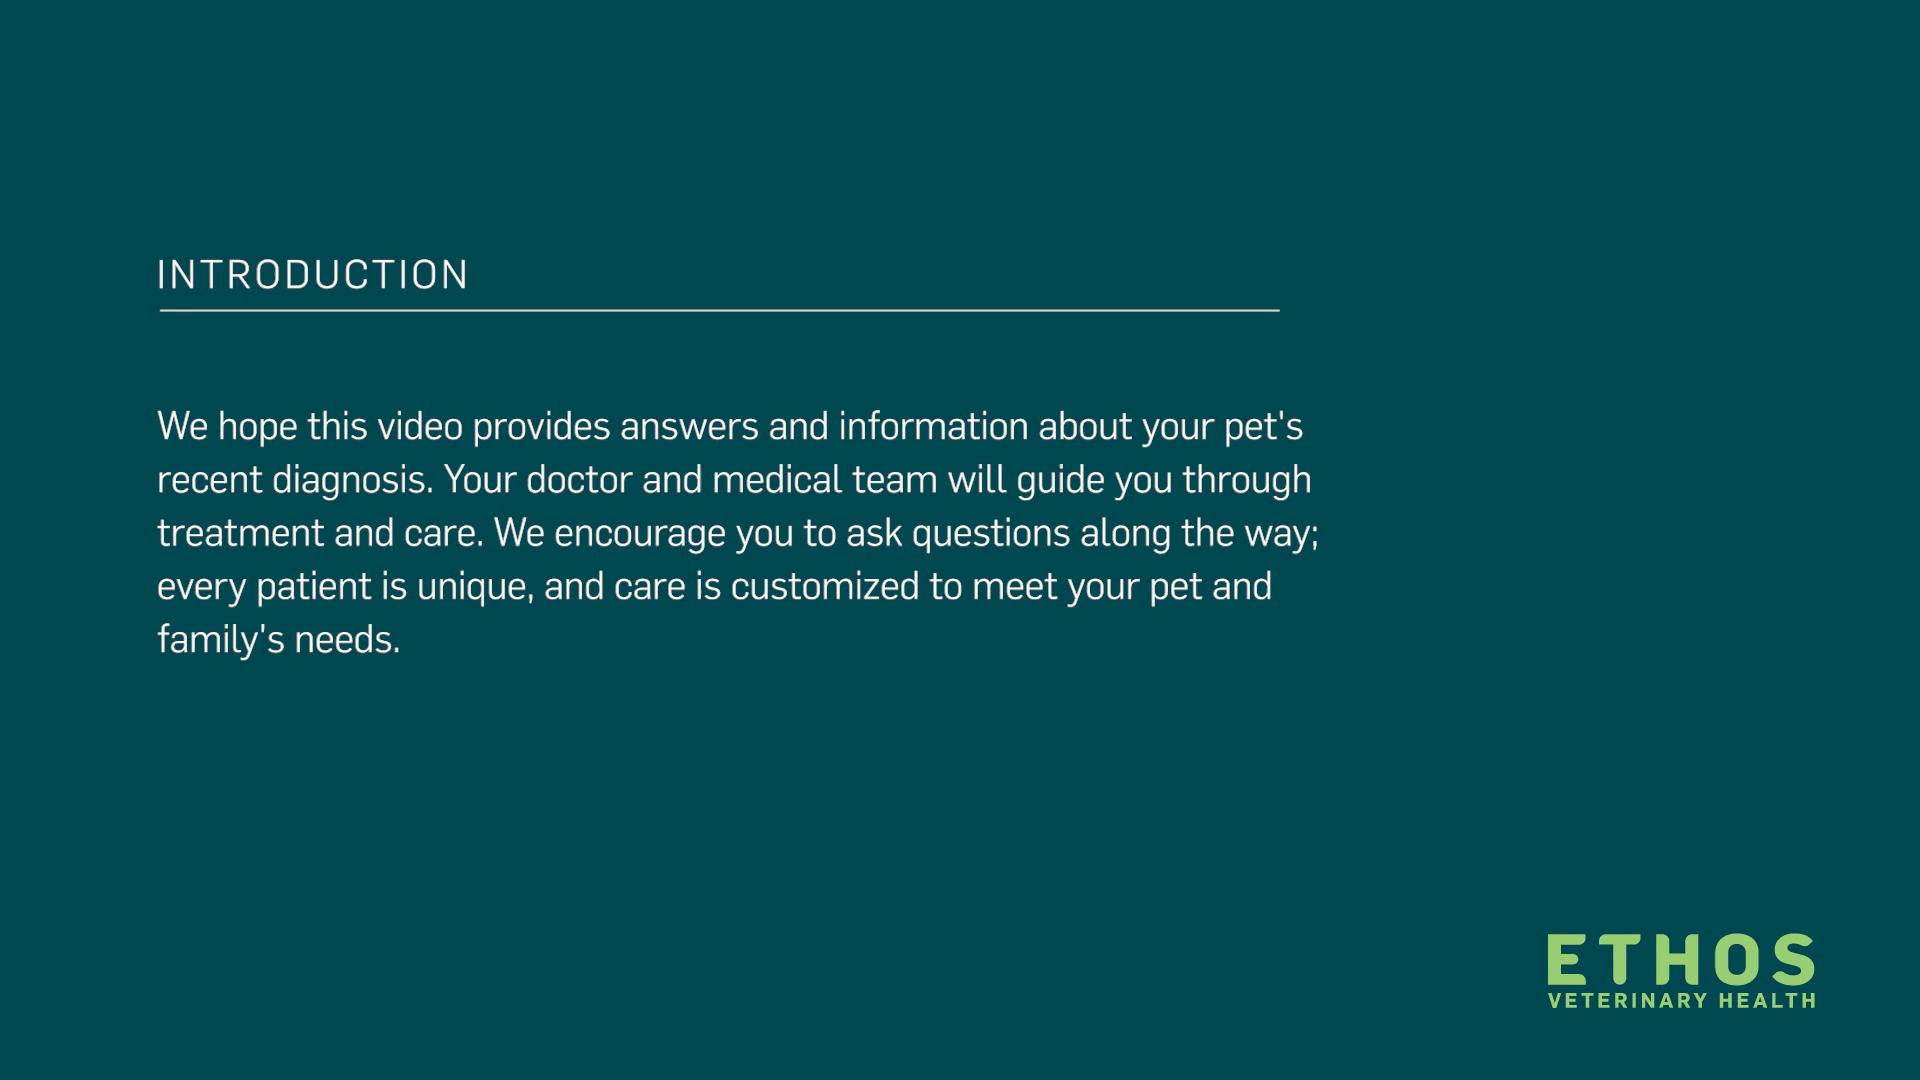 INTRODUCTION
We hope this video provides answers and information about your pet's
recent diagnosis. Your doctor and medical team will guide you through
treatment and care. We encourage you to ask questions along the way;
every patient is unique, and care is customized to meet your pet and
family's needs.
ETHOS
VETERINARY HEALTH